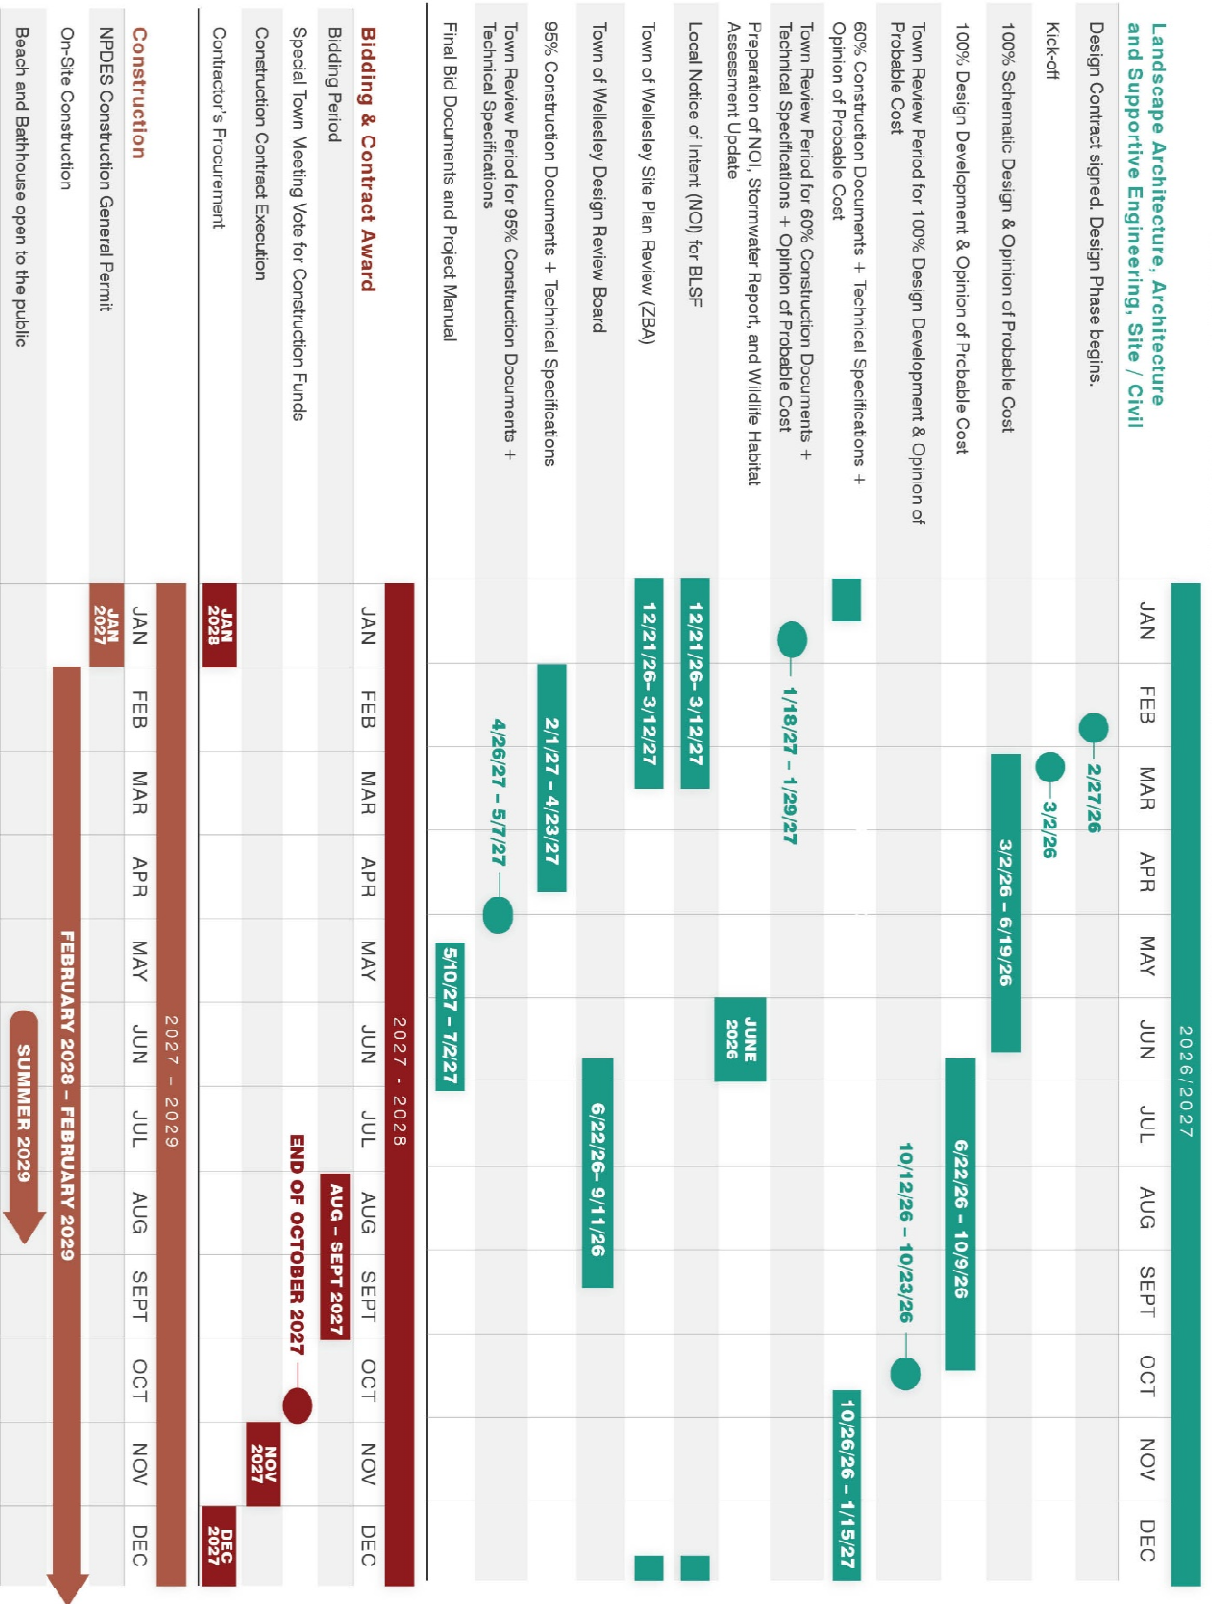 Landscape Architecture, Architecture
and Supportive Engineering, Site / Civil
2026/2027
JAN FEB MAR APR MAY JUN JUL AUG SEPT OCT NOV DEC
Design Contract signed. Design Phase begins.
2/27/26
Kick-off
3/2/26
100% Schematic Design & Opinion of Probable Cost
3/2/26 – 6/19/26
100% Design Development & Opinion of Probable Cost
6/22/26 – 10/9/26
Town Review Period for 100% Design Development & Opinion of
Probable Cost
10/12/26 – 10/23/26
60% Construction Documents + Technical Specifications +
Opinion of Probable Cost
10/26/26 – 1/15/27
Town Review Period for 60% Construction Documents +
Technical Specifications + Opinion of Probable Cost
1/18/27 – 1/29/27
Preparation of NOI, Stormwater Report, and Wildlife Habitat
Assessment Update
JUNE
2026
Local Notice of Intent (NOI) for BLSF
12/21/26– 3/12/27
Town of Wellesley Site Plan Review (ZBA)
12/21/26– 3/12/27
Town of Wellesley Design Review Board
6/22/26– 9/11/26
95% Construction Documents + Technical Specifications
2/1/27 – 4/23/27
Town Review Period for 95% Construction Documents +
Technical Specifications
4/26/27 – 5/7/27
Final Bid Documents and Project Manual
5/10/27 – 7/2/27
2027 - 2028
Bidding & Contract Award
JAN FEB MAR APR MAY JUN JUL AUG SEPT OCT NOV DEC
Bidding Period
AUG – SEPT 2027
Special Town Meeting Vote for Construction Funds
END OF OCTOBER 2027
Construction Contract Execution
NOV
2027
Contractor's Procurement
JAN
2028
DEC
2027
2027 – 2029
Construction
JAN FEB MAR APR MAY JUN JUL AUG SEPT OCT NOV DEC
NPDES Construction General Permit
JAN
2027
On-Site Construction
FEBRUARY 2028 – FEBRUARY 2029
Beach and Bathhouse open to the public
SUMMER 2029